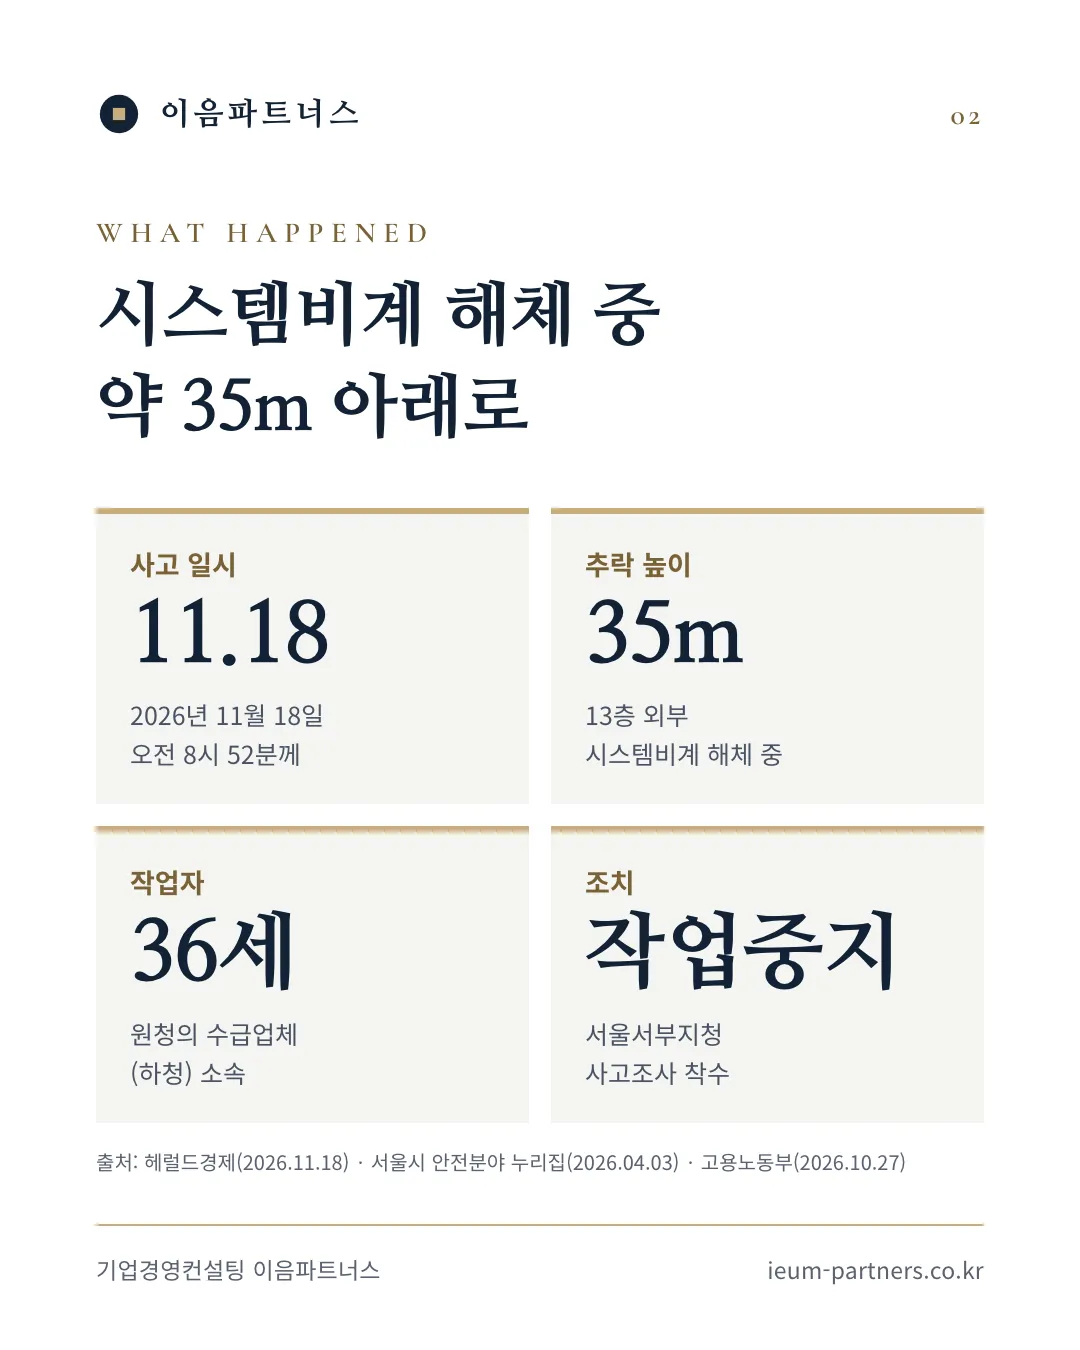 이음파트너스
02
WHAT HAPPENED
시스템비계 해체 중
약 35m 아래로
사고 일시
11.18
2026년 11월 18일
오전 8시 52분께
추락 높이
35m
13층 외부
시스템비계 해체 중
작업자
36세
원청의 수급업체
(하청) 소속
조치
작업중지
서울서부지청
사고조사 착수
출처: 헤럴드경제(2026.11.18) · 서울시 안전분야 누리집(2026.04.03) · 고용노동부(2026.10.27)
기업경영컨설팅 이음파트너스
ieum-partners.co.kr